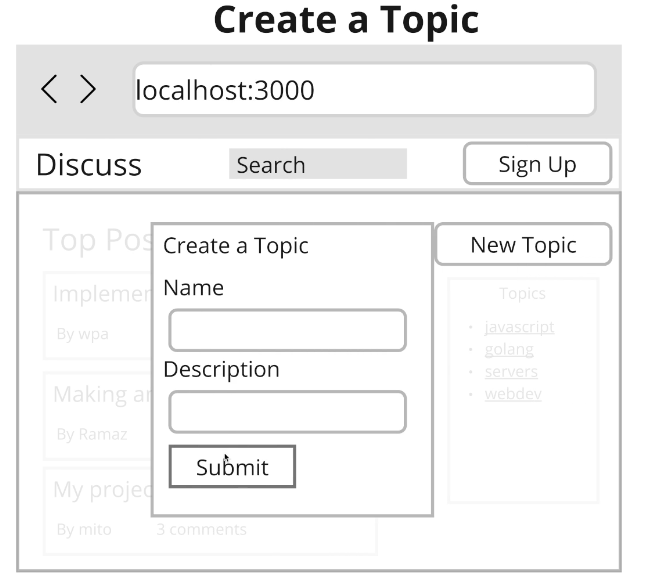 Create a Topic
localhost:3000
Discuss
Search
Sign Up
Top Pos
Create a Topic
New Topic
Implemen
By wpa
Name
Description
Submit
Making a
By Ramaz
My projec
By mito
3 comments
Topics
javascript
golang
servers
webdev